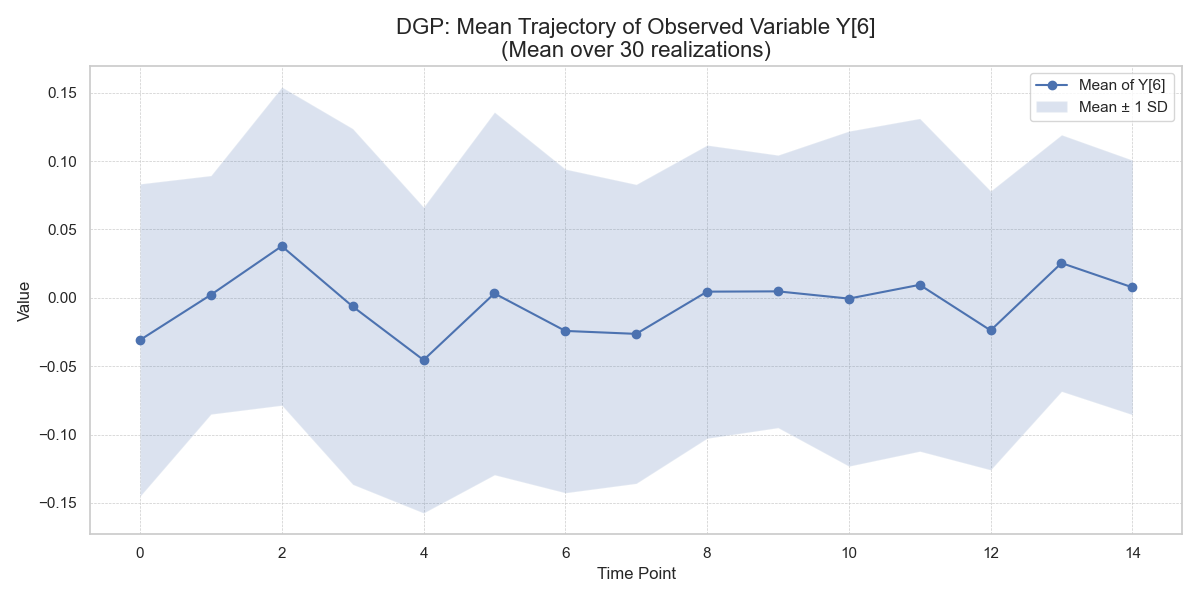 DGP: Mean Trajectory of Observed Variable Y[6]
(Mean over 30 realizations)
Mean of Y[6]
Mean ± 1 SD
Value
0.15
0.10
0.05
0.00
−0.05
−0.10
−0.15
0 2 4 6 8 10 12 14
Time Point